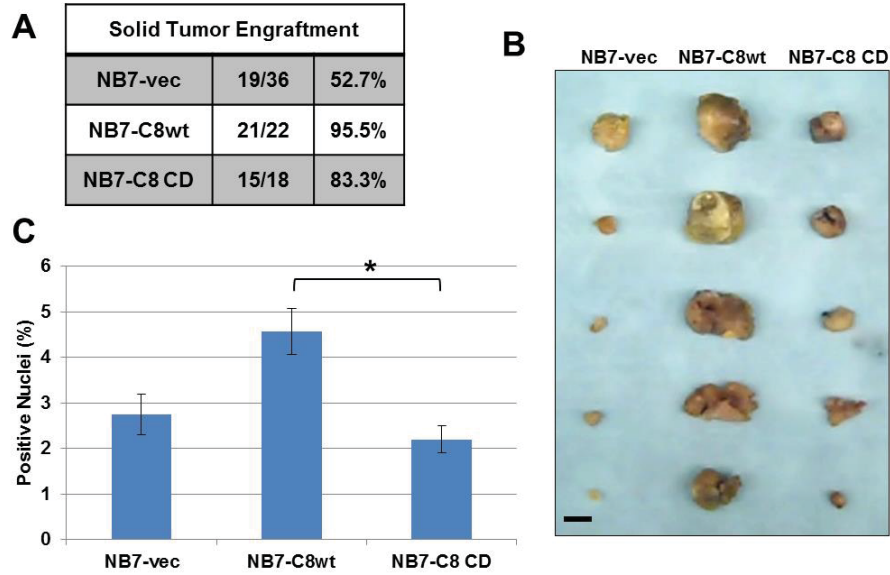 A
Solid Tumor Engraftment
NB7-vec 19/36 52.7%
NB7-C8wt 21/22 95.5%
NB7-C8 CD 15/18 83.3%
B
NB7-vec NB7-C8wt NB7-C8 CD
C
6
5
4
3
2
1
0
Positive Nuclei (%)
*
NB7-vec NB7-C8wt NB7-C8 CD